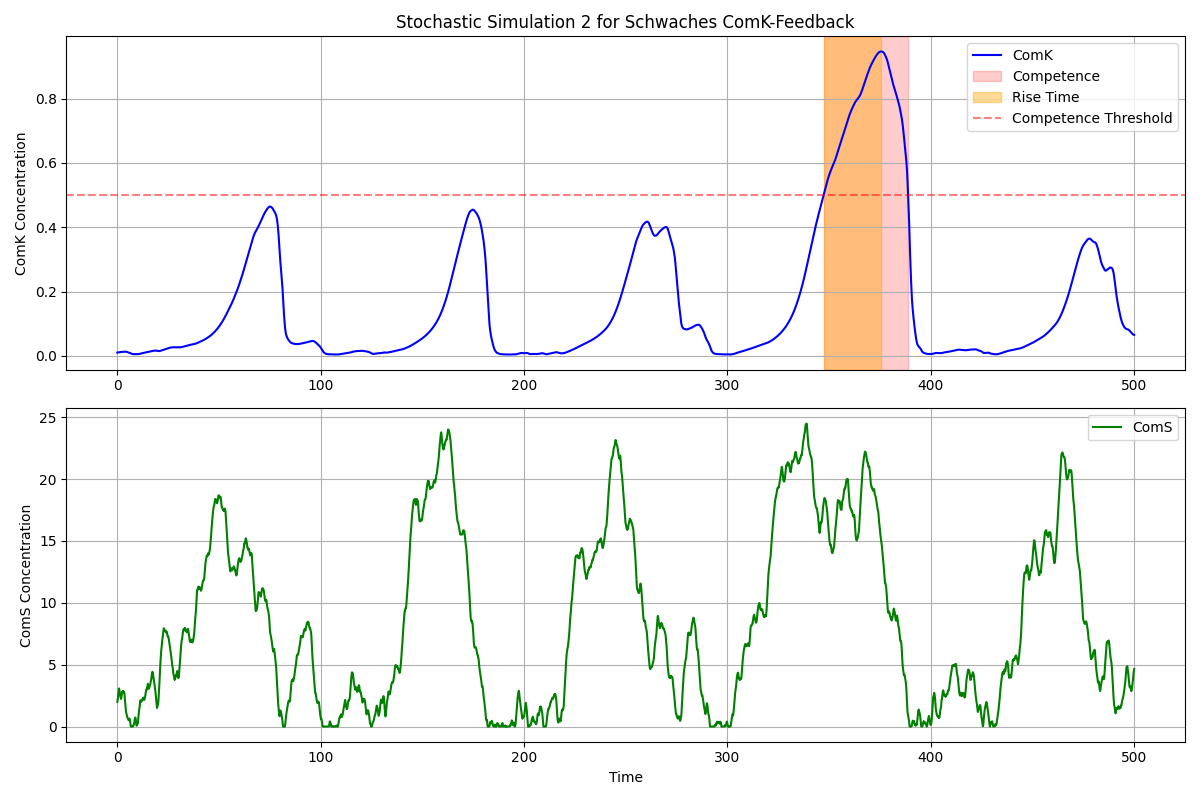 Stochastic Simulation 2 for Schwaches ComK-Feedback
ComK Concentration
0.8
0.6
0.4
0.2
0.0
ComK
Competence
Rise Time
Competence Threshold
0 100 200 300 400 500
ComS Concentration
25
20
15
10
5
0
ComS
0 100 200 300 400 500
Time